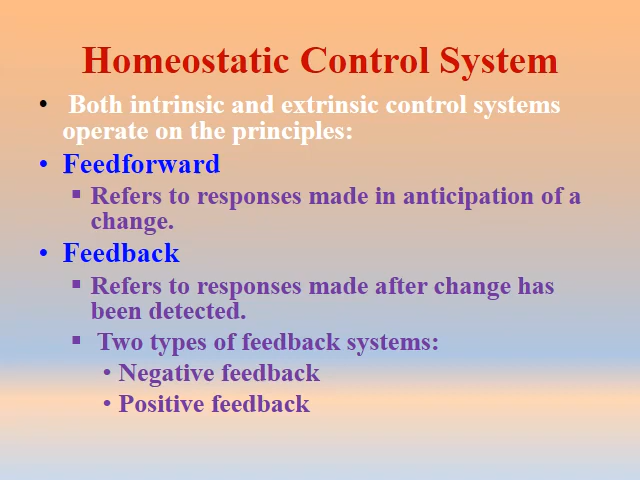 Homeostatic Control System
• Both intrinsic and extrinsic control systems
operate on the principles:
• Feedforward
▪ Refers to responses made in anticipation of a
change.
• Feedback
▪ Refers to responses made after change has
been detected.
▪ Two types of feedback systems:
• Negative feedback
• Positive feedback